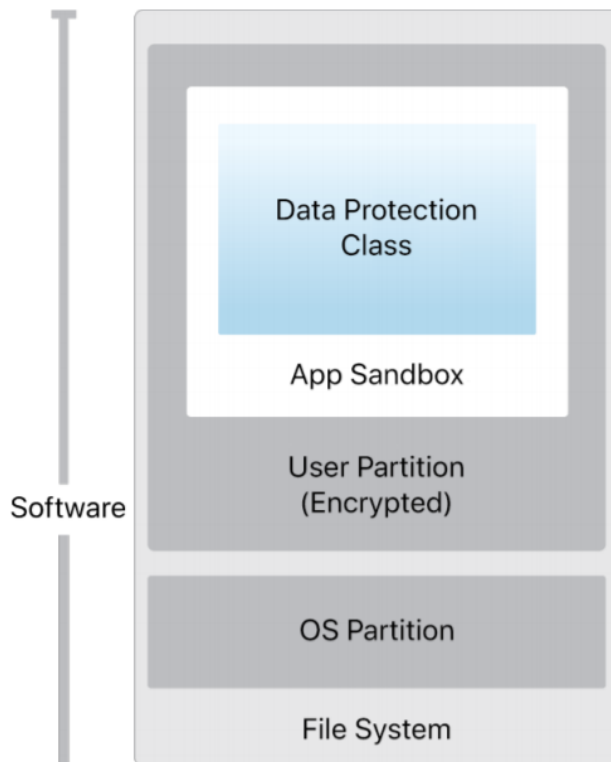 Data Protection
Class
App Sandbox
User Partition
(Encrypted)
Software
OS Partition
File System